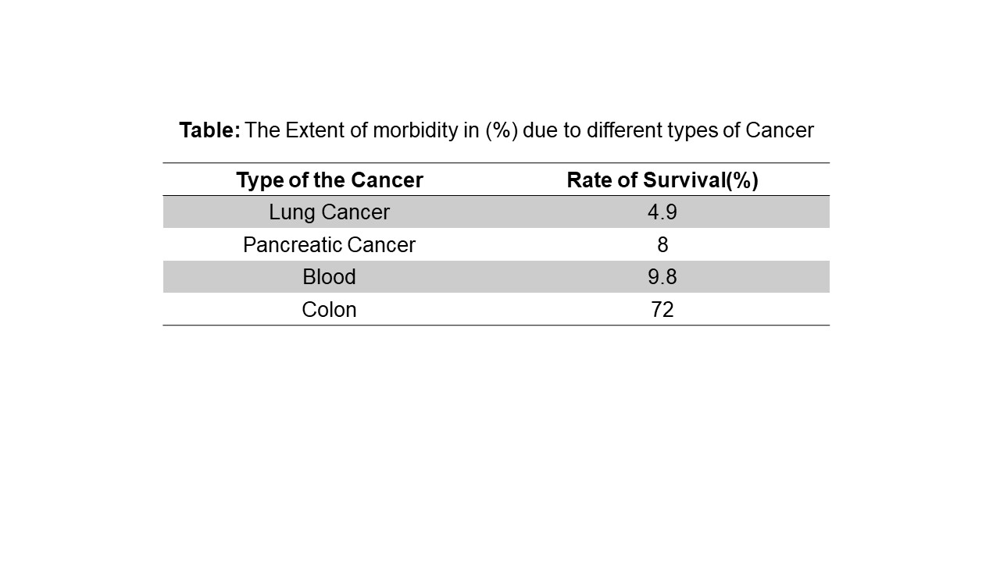 Table: The Extent of morbidity in (%) due to different types of Cancer
Type of the Cancer Rate of Survival(%)
Lung Cancer 4.9
Pancreatic Cancer 8
Blood 9.8
Colon 72